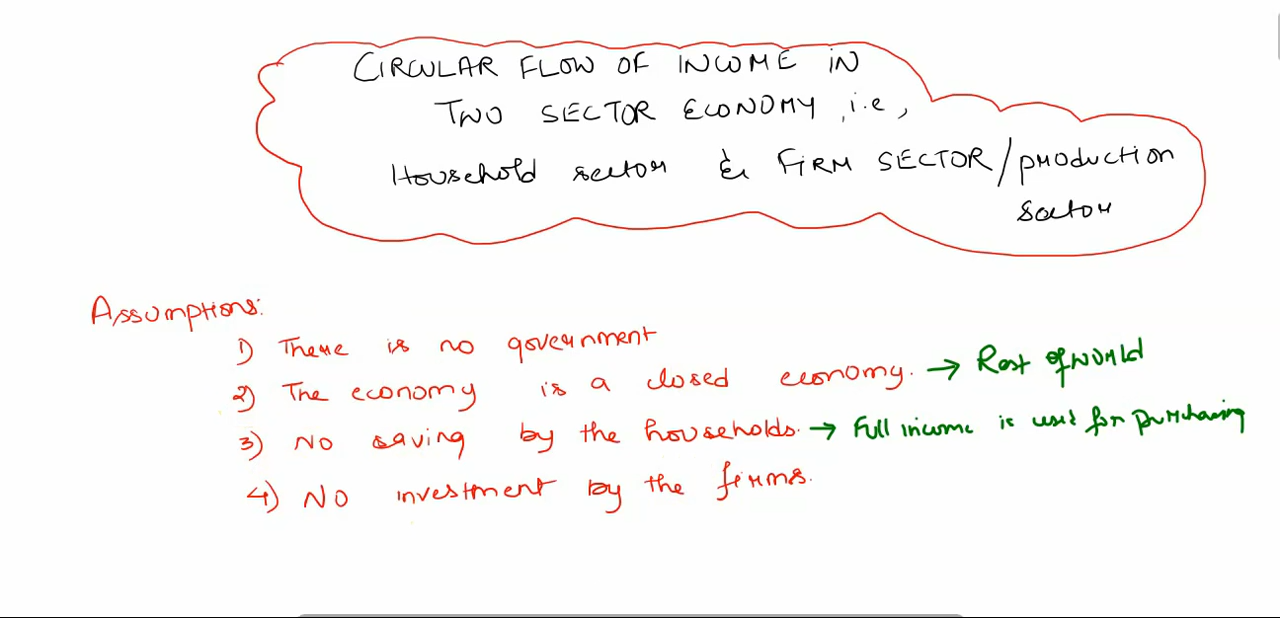 CIRCULAR FLOW OF INCOME IN
TWO SECTOR ECONOMY, i.e,
Household sector & FIRM SECTOR/production
sector
Assumptions:
1) There is no government
2) The economy is a closed economy. → Rest of world
3) No saving by the households. → Full income is used for purchasing
4) No investment by the firms.